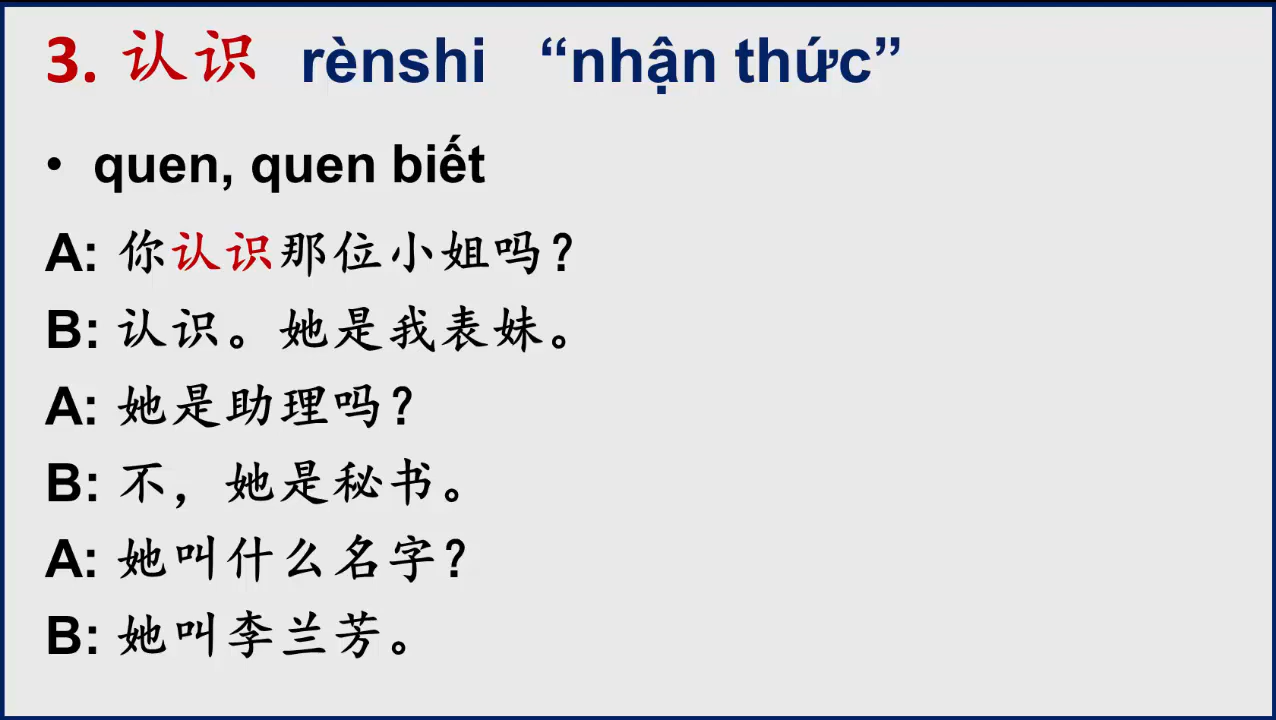 3. 认识 rènshi “nhận thức”
• quen, quen biết
A: 你认识那位小姐吗？
B: 认识。她是我表妹。
A: 她是助理吗？
B: 不，她是秘书。
A: 她叫什么名字？
B: 她叫李兰芳。